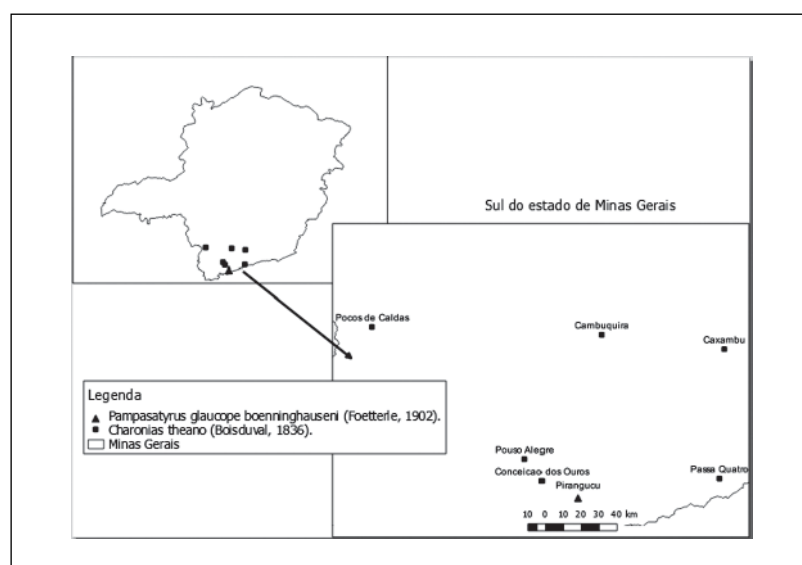 Sul do estado de Minas Gerais
Pocos de Caldas
Cambuquira
Caxambu
Legenda
Pampasatyrus glaucope boenninghauseni (Foetterle, 1902).
Charonias theano (Boisduval, 1836).
Minas Gerais
Pouso Alegre
Conceicao dos Ouros
Passa Quatro
Pirangucu
10 0 10 20 30 40 km